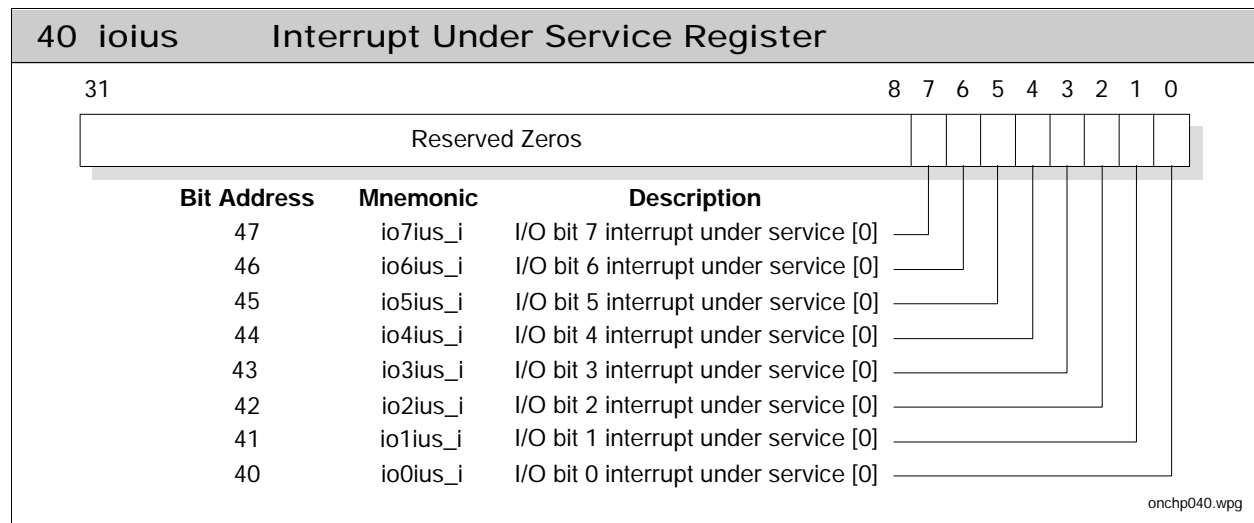 40 ioius Interrupt Under Service Register
31 8 7 6 5 4 3 2 1 0
Reserved Zeros
Bit Address Mnemonic Description
47 io7ius_i I/O bit 7 interrupt under service [0]
46 io6ius_i I/O bit 6 interrupt under service [0]
45 io5ius_i I/O bit 5 interrupt under service [0]
44 io4ius_i I/O bit 4 interrupt under service [0]
43 io3ius_i I/O bit 3 interrupt under service [0]
42 io2ius_i I/O bit 2 interrupt under service [0]
41 io1ius_i I/O bit 1 interrupt under service [0]
40 io0ius_i I/O bit 0 interrupt under service [0]
onchp040.wpg